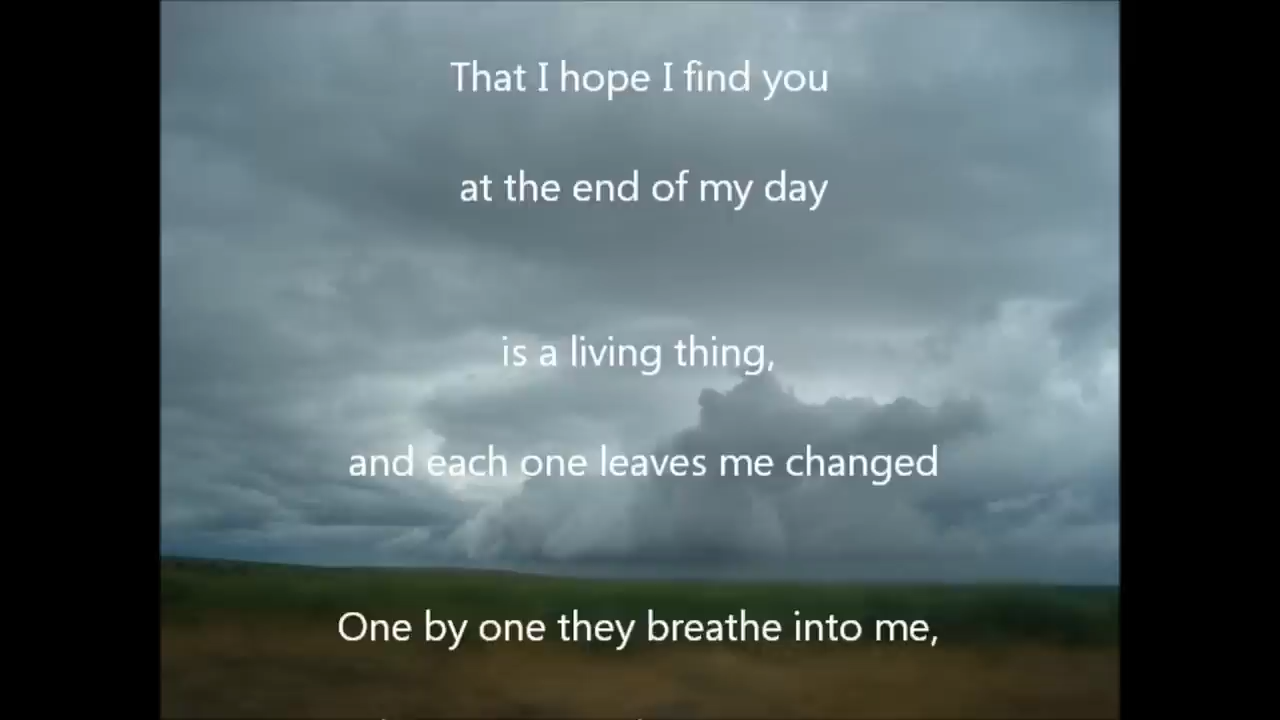 That I hope I find you
at the end of my day
is a living thing,
and each one leaves me changed
One by one they breathe into me,